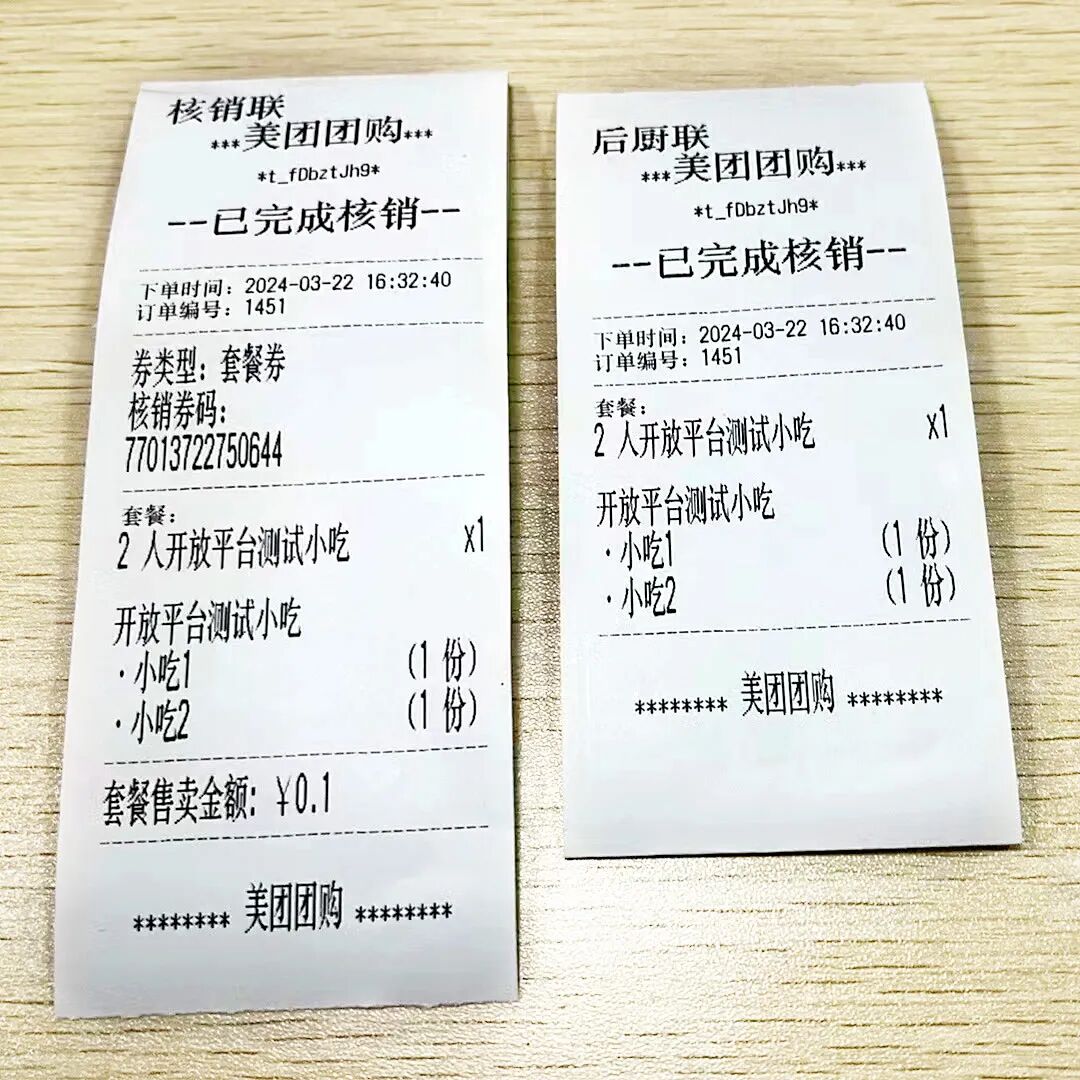 核销联
***美团团购***
*t_fDbztJh9*
--已完成核销--
下单时间: 2024-03-22 16:32:40
订单编号: 1451
券类型: 套餐券
核销券码:
77013722750644
套餐:
2 人开放平台测试小吃 x1
开放平台测试小吃
·小吃1 (1 份)
·小吃2 (1 份)
套餐售卖金额: ¥0.1
******** 美团团购 ********
后厨联
***美团团购***
*t_fDbztJh9*
--已完成核销--
下单时间: 2024-03-22 16:32:40
订单编号: 1451
套餐:
2 人开放平台测试小吃 x1
开放平台测试小吃
·小吃1 (1 份)
·小吃2 (1 份)
******** 美团团购 ********